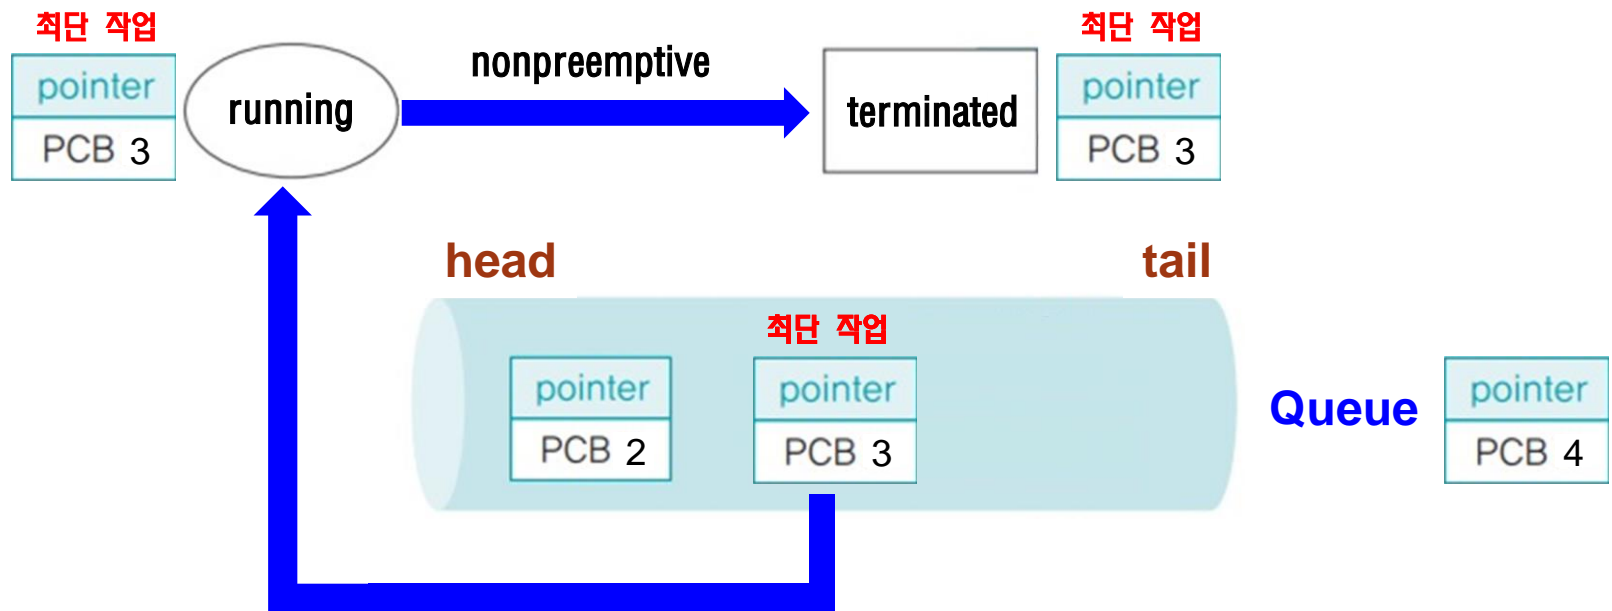 최단 작업
pointer
PCB 3
running
nonpreemptive
terminated
최단 작업
pointer
PCB 3
head
tail
pointer
PCB 2
최단 작업
pointer
PCB 3
Queue
pointer
PCB 4